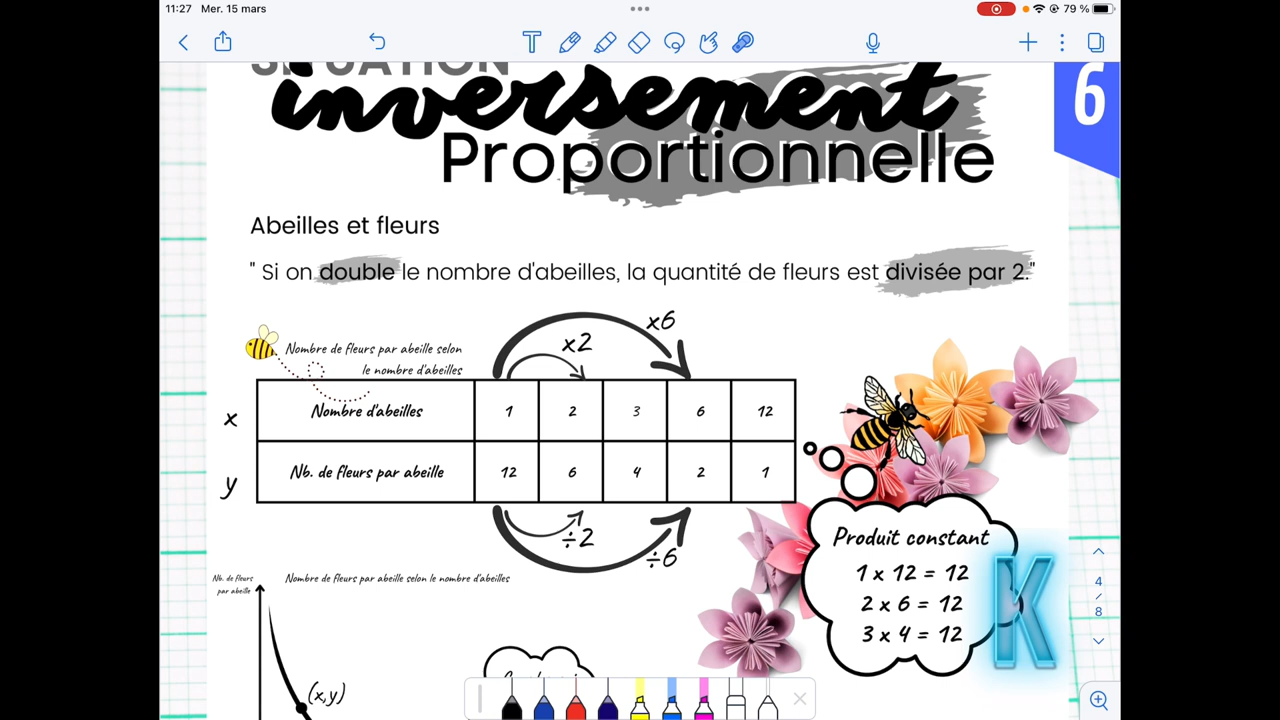 11:27 Mer. 15 mars
79 %
SITUATION
inversement
Proportionnelle
6
Abeilles et fleurs
" Si on double le nombre d'abeilles, la quantité de fleurs est divisée par 2."
x6
x2
Nombre de fleurs par abeille selon
le nombre d'abeilles
x Nombre d'abeilles 1 2 3 6 12
y Nb. de fleurs par abeille 12 6 4 2 1
÷2
÷6
Produit constant
1 x 12 = 12
2 x 6 = 12
3 x 4 = 12
K
Nb. de fleurs
par abeille
Nombre de fleurs par abeille selon le nombre d'abeilles
(x,y)
4
/
8